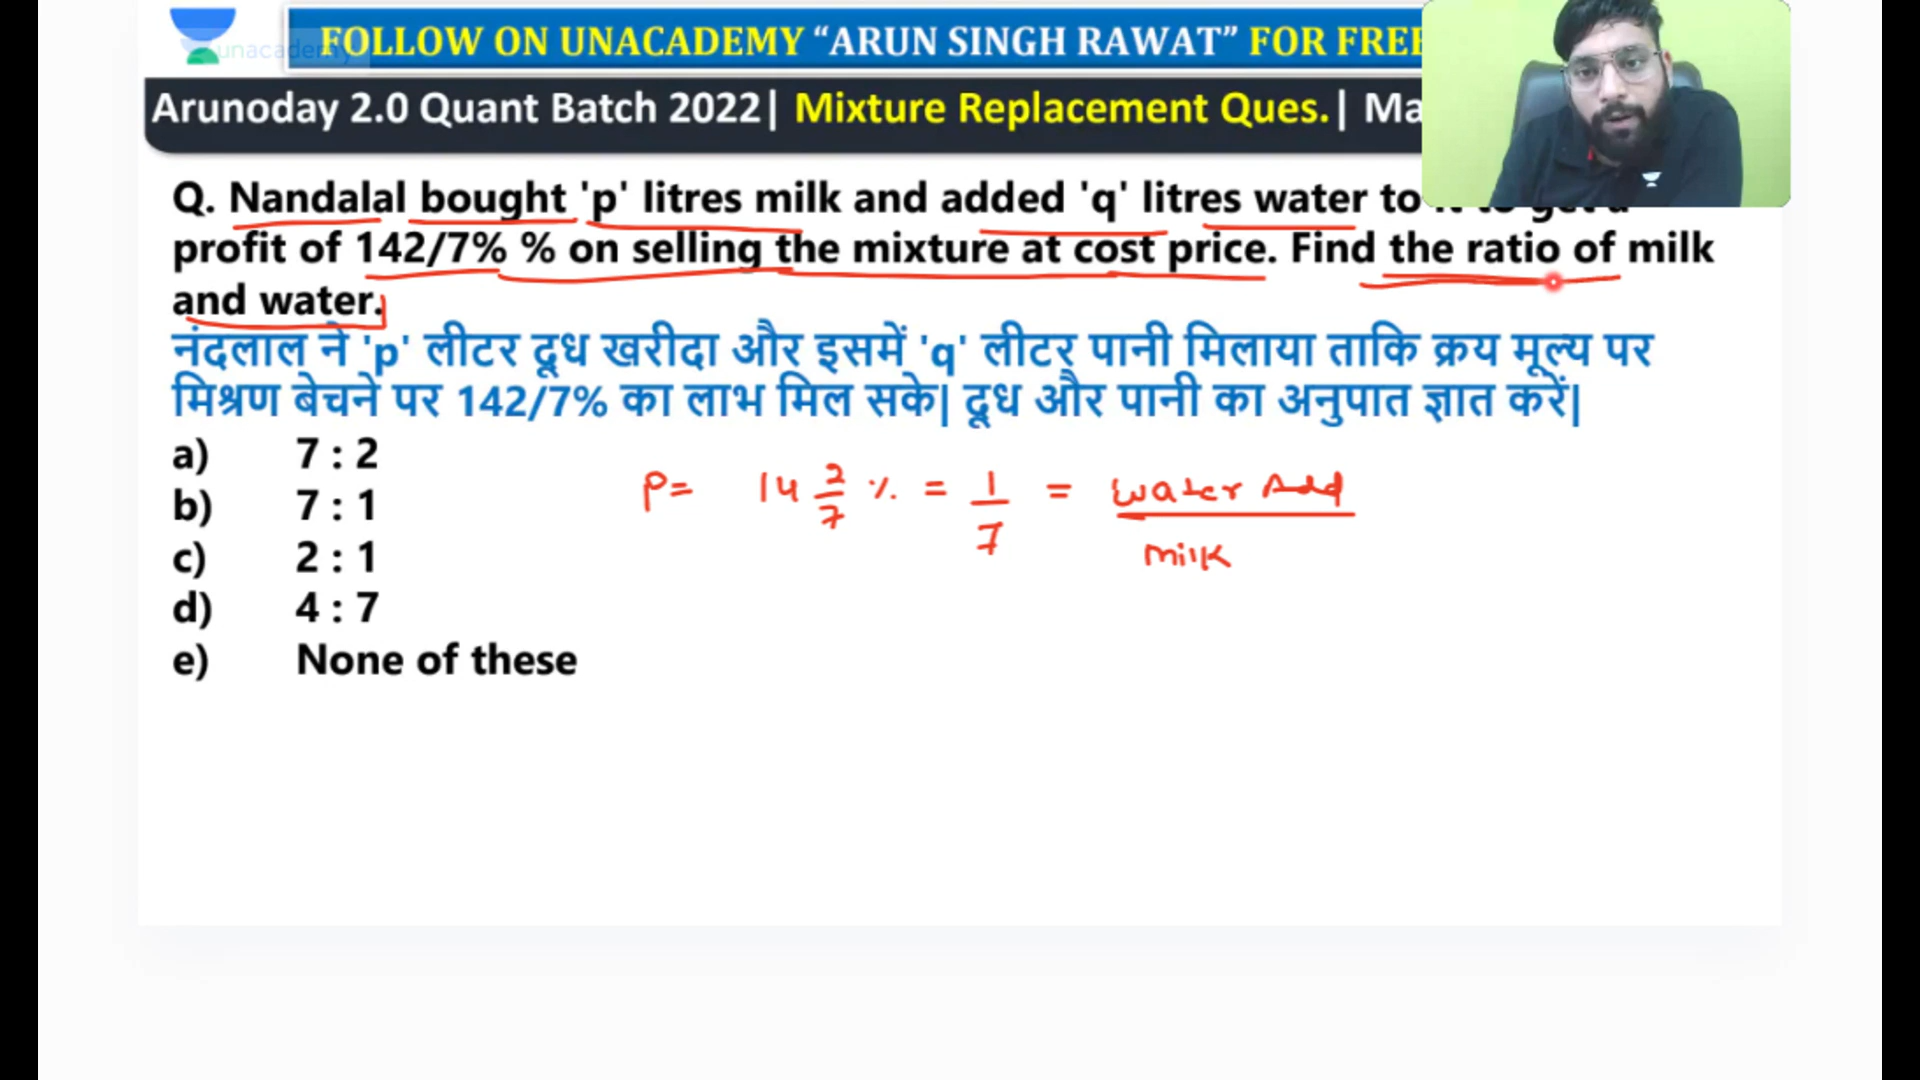 unacademy
FOLLOW ON UNACADEMY “ARUN SINGH RAWAT” FOR FREE
Arunoday 2.0 Quant Batch 2022| Mixture Replacement Ques.| Ma
Q. Nandalal bought 'p' litres milk and added 'q' litres water to it to get a
profit of 142/7% % on selling the mixture at cost price. Find the ratio of milk
and water.
नंदलाल ने 'p' लीटर दूध खरीदा और इसमें 'q' लीटर पानी मिलाया ताकि क्रय मूल्य पर
मिश्रण बेचने पर 142/7% का लाभ मिल सके| दूध और पानी का अनुपात ज्ञात करें|
a) 7 : 2
b) 7 : 1
c) 2 : 1
d) 4 : 7
e) None of these
P= 14 2/7 % = 1/7 = water Add
milk